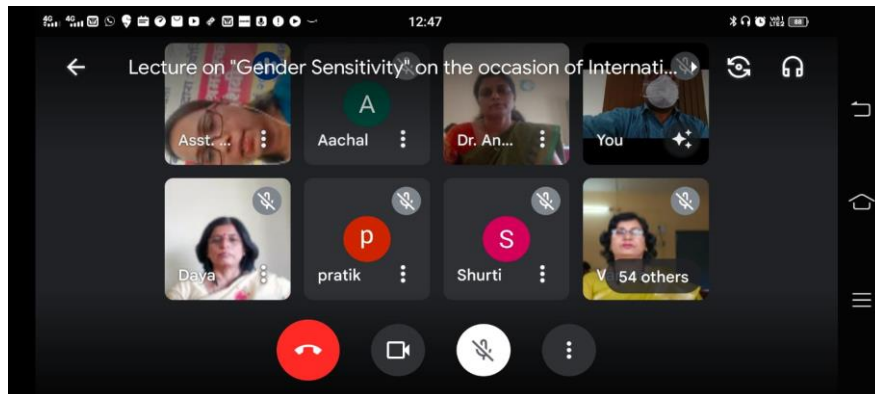 12:47
Lecture on "Gender Sensitivity" on the occasion of Internati...
A
Asst. ...
Aachal
Dr. An...
You
p
S
Daya
pratik
Shurti
V
54 others